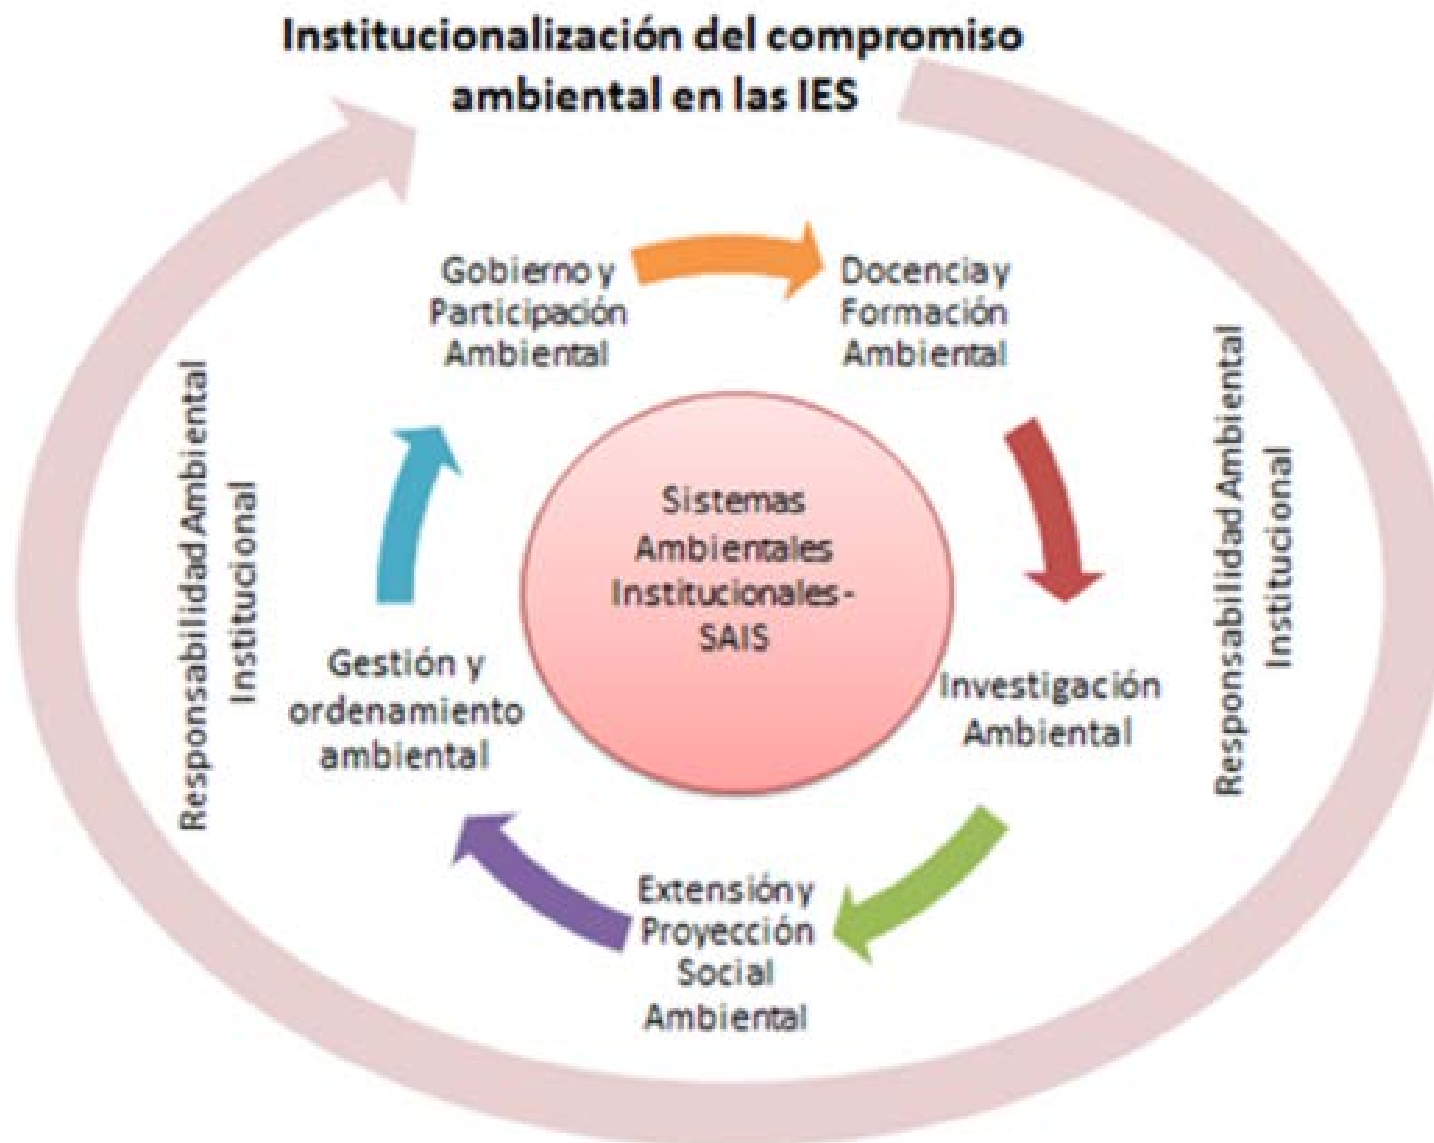 Institucionalización del compromiso
ambiental en las IES
Gobierno y
Participación
Ambiental
Docencia y
Formación
Ambiental
Responsabilidad Ambiental
Institucional
Sistemas
Ambientales
Institucionales-
SAIS
Responsabilidad Ambiental
Institucional
Gestión y
ordenamiento
ambiental
Investigación
Ambiental
Extensión y
Proyección
Social
Ambiental